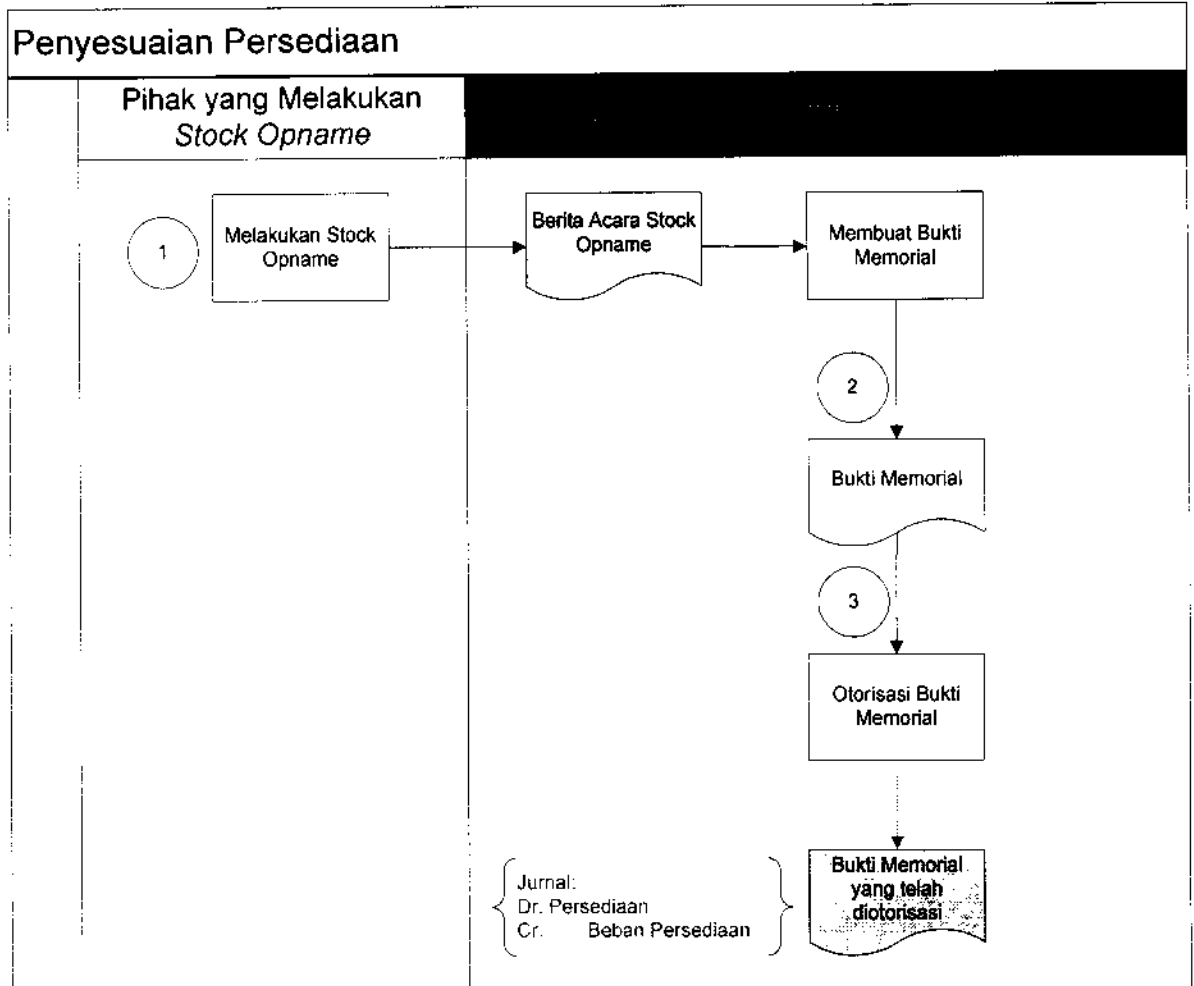 Penyesuaian Persediaan
Pihak yang Melakukan
Stock Opname
1
Melakukan Stock
Opname
Berita Acara Stock
Opname
Membuat Bukti
Memorial
2
Bukti Memorial
3
Otorisasi Bukti
Memorial
Bukti Memorial
yang telah
diotorisasi
Jurnal:
Dr. Persediaan
Cr. Beban Persediaan